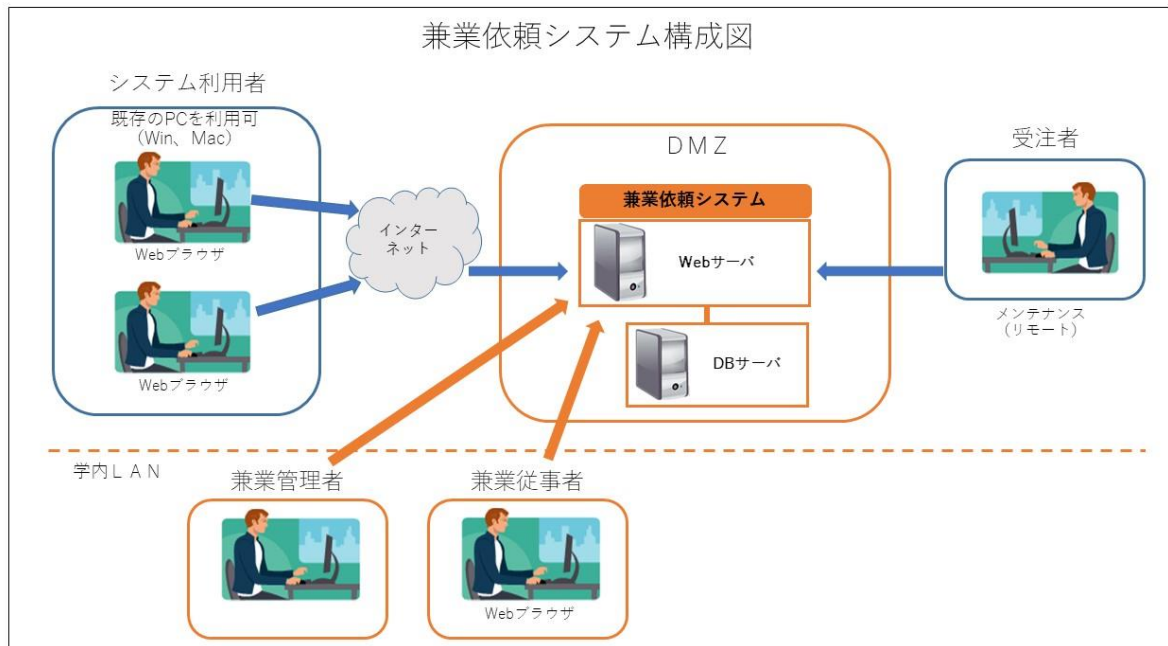 兼業依頼システム構成図
システム利用者
既存のPCを利用可
（Win、Mac）
Webブラウザ
Webブラウザ
インター
ネット
ＤＭＺ
兼業依頼システム
Webサーバ
DBサーバ
受注者
メンテナンス
（リモート）
学内ＬＡＮ
兼業管理者
兼業従事者
Webブラウザ